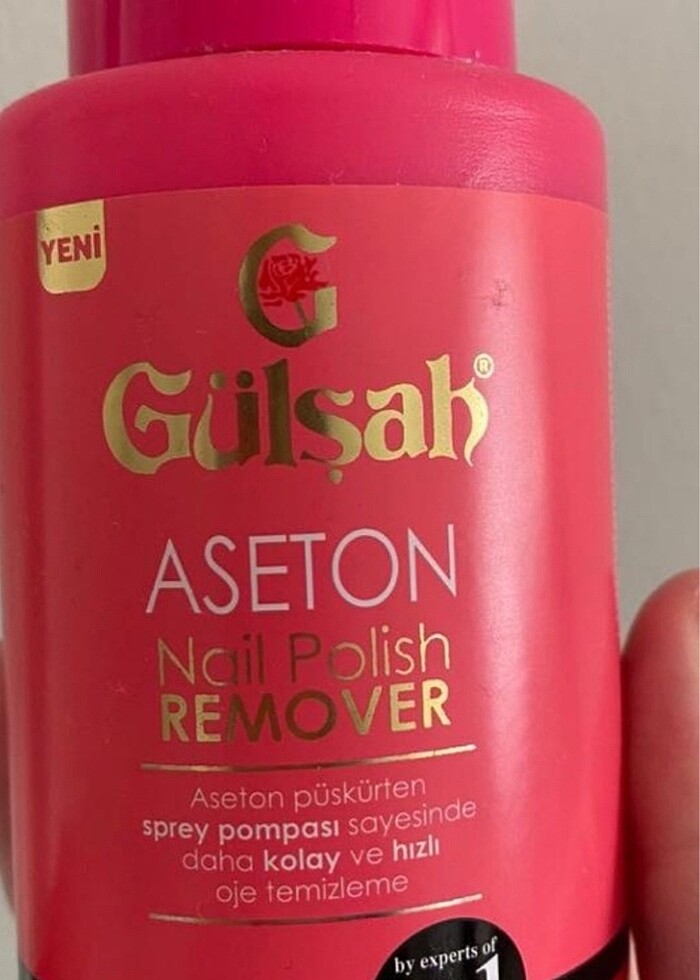 YENİ
G
Gülşah®
ASETON
Nail Polish
REMOVER
Aseton püskürten
sprey pompası sayesinde
daha kolay ve hızlı
oje temizleme
by experts of